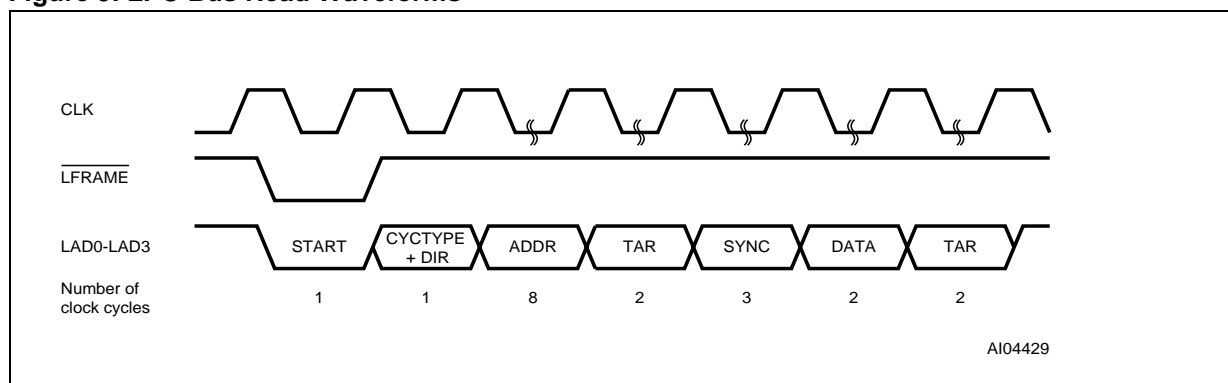 CLK
LFRAME
LAD0-LAD3 START CYCTYPE + DIR ADDR TAR SYNC DATA TAR
Number of clock cycles 1 1 8 2 3 2 2
AI04429